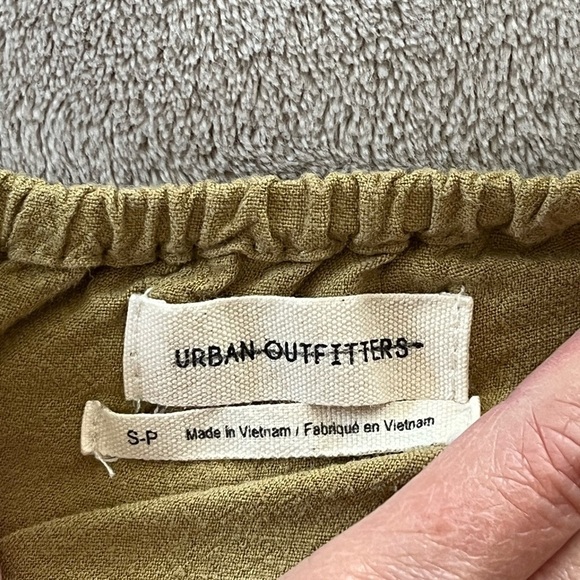 URBAN OUTFITTERS
S-P Made in Vietnam / Fabriqué en Vietnam